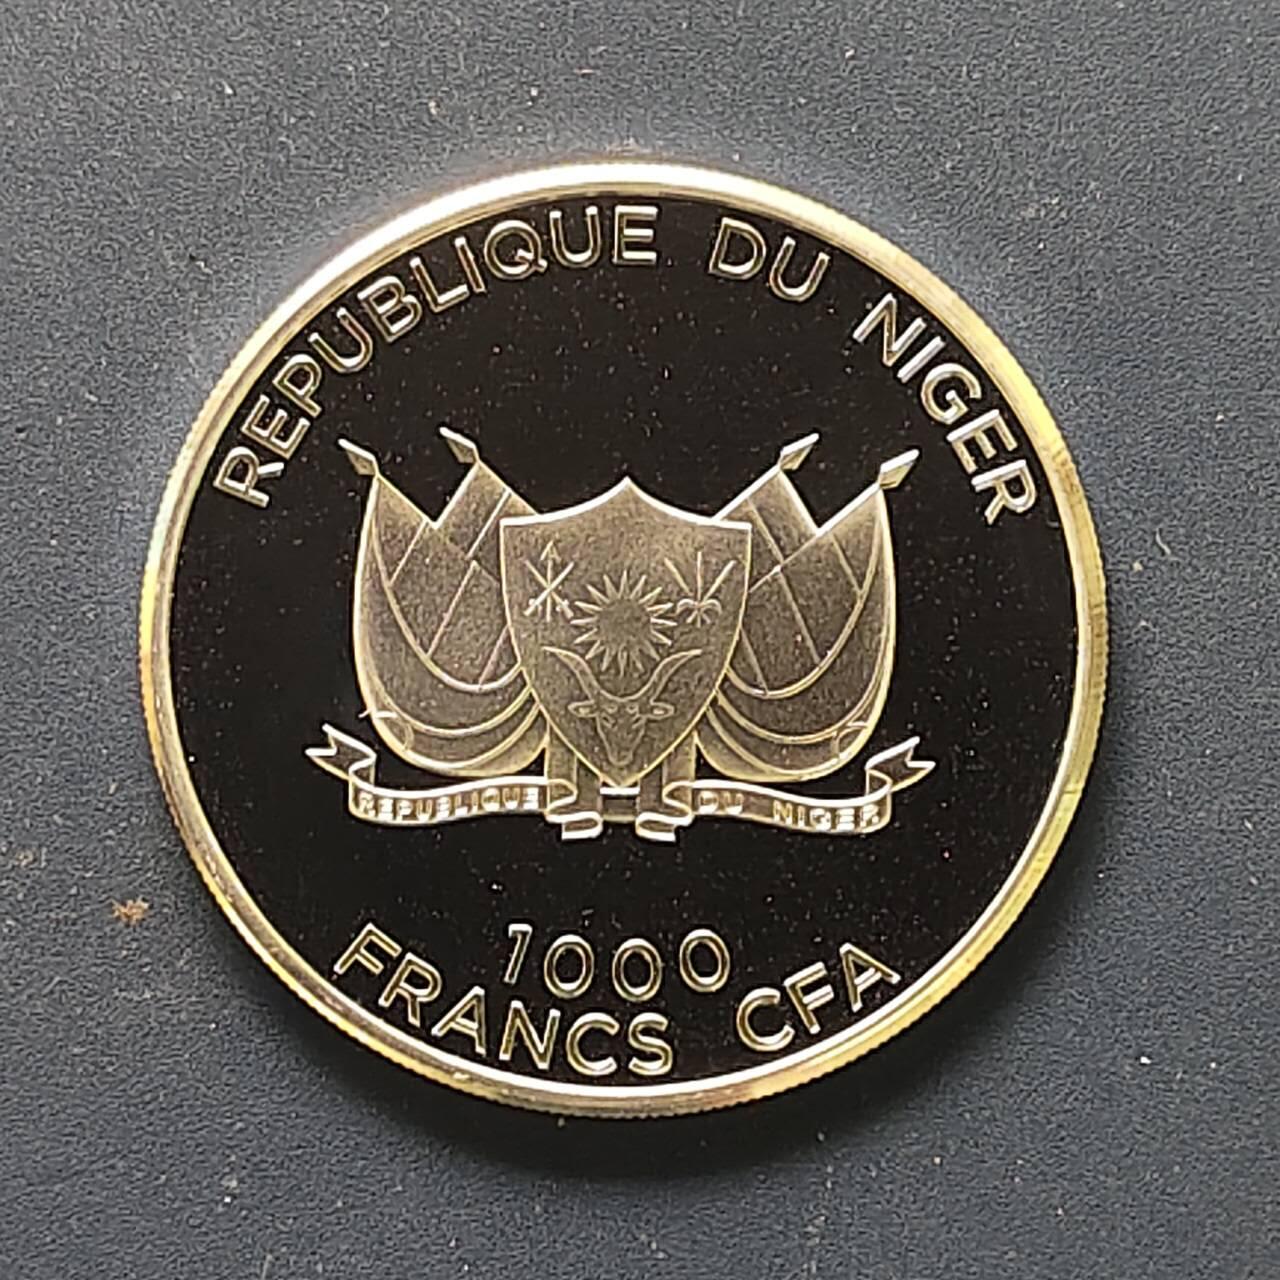 REPUBLIQUE DU NIGER
REPUBLIQUE DU NIGER
1000
FRANCS CFA